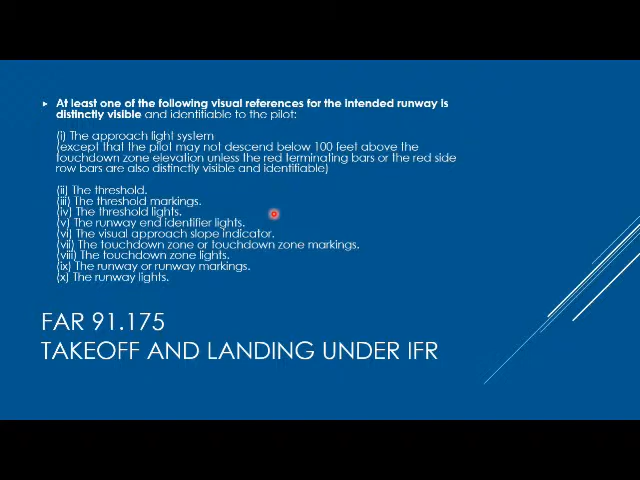 At least one of the following visual references for the intended runway is
distinctly visible and identifiable to the pilot:
(i) The approach light system
(except that the pilot may not descend below 100 feet above the
touchdown zone elevation unless the red terminating bars or the red side
row bars are also distinctly visible and identifiable)
(ii) The threshold.
(iii) The threshold markings.
(iv) The threshold lights.
(v) The runway end identifier lights.
(vi) The visual approach slope indicator.
(vii) The touchdown zone or touchdown zone markings.
(viii) The touchdown zone lights.
(ix) The runway or runway markings.
(x) The runway lights.
FAR 91.175
TAKEOFF AND LANDING UNDER IFR